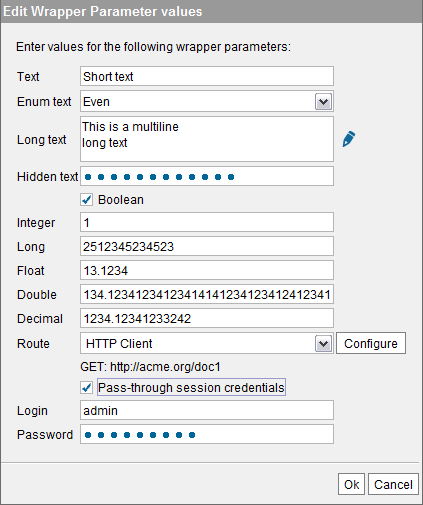 Edit Wrapper Parameter values
Enter values for the following wrapper parameters:
Text Short text
Enum text Even
Long text This is a multiline
long text
Hidden text ●●●●●●●●●●●●
Boolean
Integer 1
Long 2512345234523
Float 13.1234
Double 134.12341234123414141234123412412341
Decimal 1234.12341233242
Route HTTP Client Configure
GET: http://acme.org/doc1
Pass-through session credentials
Login admin
Password ●●●●●●●●●
Ok Cancel